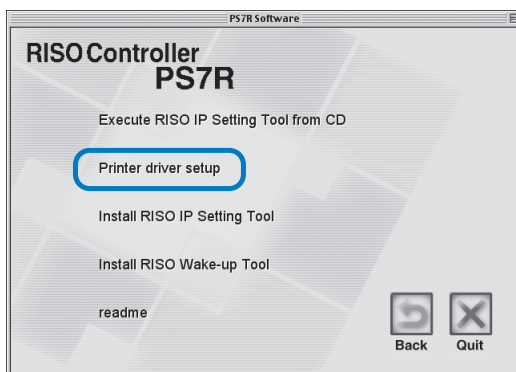 PS7R Software
RISO Controller
PS7R
Execute RISO IP Setting Tool from CD
Printer driver setup
Install RISO IP Setting Tool
Install RISO Wake-up Tool
readme
Back
Quit